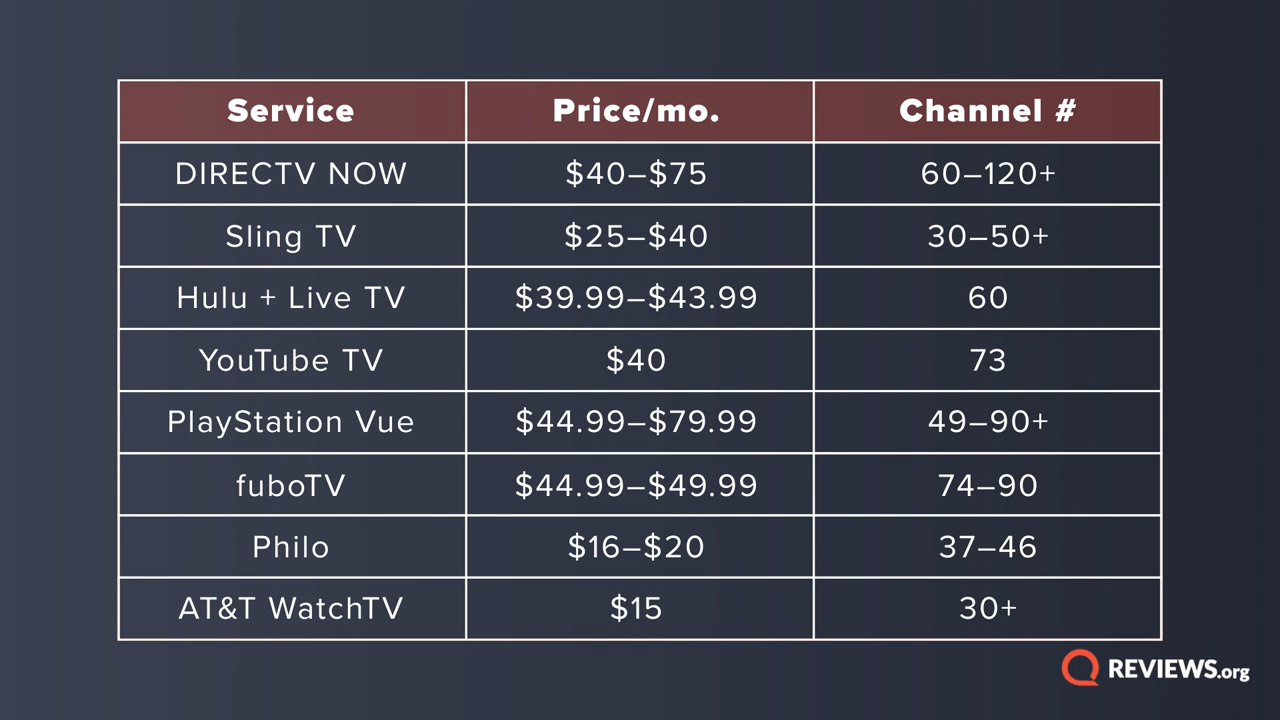 Service Price/mo. Channel #
DIRECTV NOW $40–$75 60–120+
Sling TV $25–$40 30–50+
Hulu + Live TV $39.99–$43.99 60
YouTube TV $40 73
PlayStation Vue $44.99–$79.99 49–90+
fuboTV $44.99–$49.99 74–90
Philo $16–$20 37–46
AT&T WatchTV $15 30+
REVIEWS.org